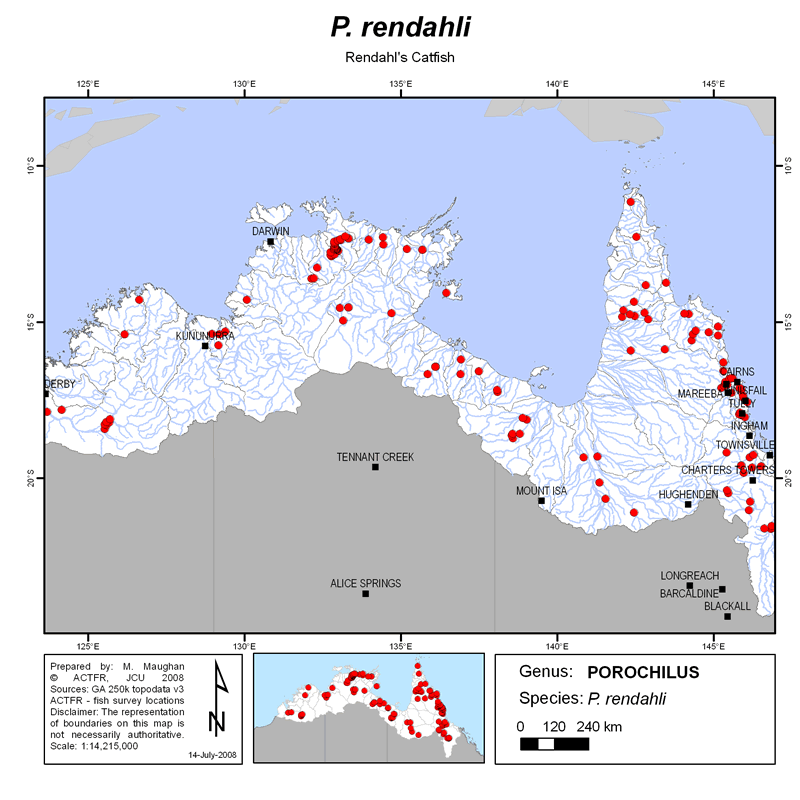 P. rendahli
Rendahl's Catfish
125°E 130°E 135°E 140°E 145°E
10°S 10°S
DARWIN
15°S 15°S
KUNUNURRA
DERBY
CAIRNS
MAREEBA INNISFAIL
TULLY
INGHAM
TOWNSVILLE
TENNANT CREEK
CHARTERS TOWERS
20°S 20°S
MOUNT ISA
HUGHENDEN
ALICE SPRINGS
LONGREACH
BARCALDINE
BLACKALL
125°E 130°E 135°E 140°E 145°E
Prepared by: M. Maughan
© ACTFR, JCU 2008
Sources: GA 250k topodata v3
ACTFR - fish survey locations
Disclaimer: The representation
of boundaries on this map is
not necessarily authoritative.
Scale: 1:14,215,000
N
14-July-2008
Genus: POROCHILUS
Species: P. rendahli
0 120 240 km